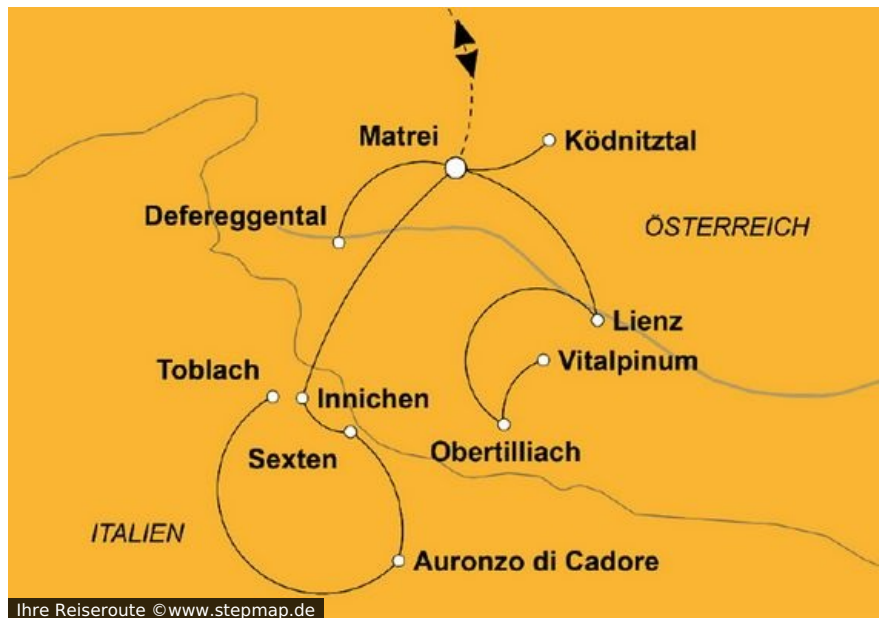 Matrei
Ködnitztal
Defereggental
ÖSTERREICH
Lienz
Vitalpinum
Toblach
Innichen
Obertilliach
Sexten
ITALIEN
Auronzo di Cadore
Ihre Reiseroute ©www.stepmap.de